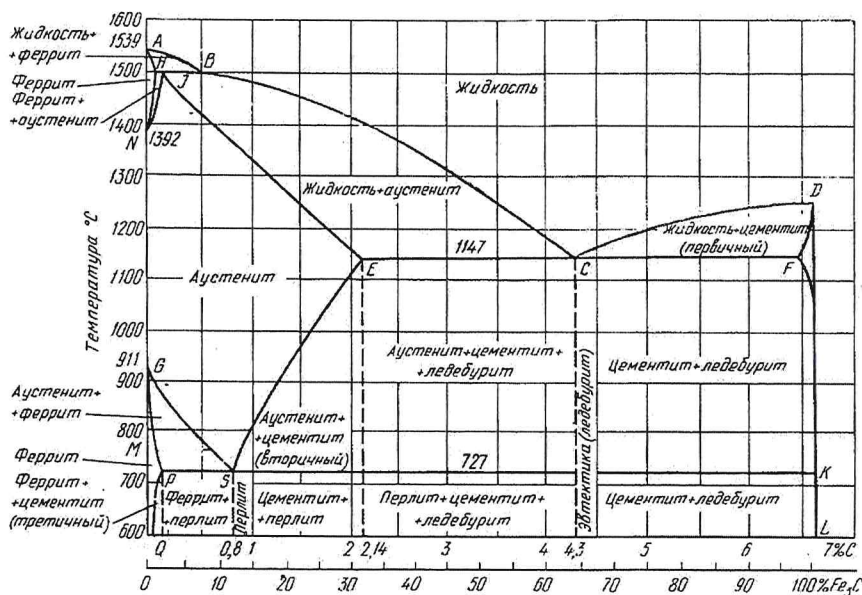 1600
1539
А
Жидкость+
+феррит
Н
J
В
1500
Феррит
Феррит+
+аустенит
Жидкость
1400
N
1392
1300
Жидкость+аустенит
D
1200
Жидкость+цемент
(первичный)
1147
1100
E
C
F
Температура °С
Аустенит
1000
911
G
900
Аустенит+цементит+
+ледебурит
Эвтектика (ледебурит)
Цементит+ледебурит
Аустенит+
+феррит
800
М
Аустенит+
+цементит
(вторичный)
727
Феррит
700
P
S
K
Феррит+
+цементит
(третичный)
Феррит+
+перлит
Перлит
Цементит+
+перлит
Перлит+цементит+
+ледебурит
Цементит+ледебурит
600
L
Q
0,8
1
2
2,14
3
4
4,3
5
6
7%С
0
10
20
30
40
50
60
70
80
90
100%Fe₃C